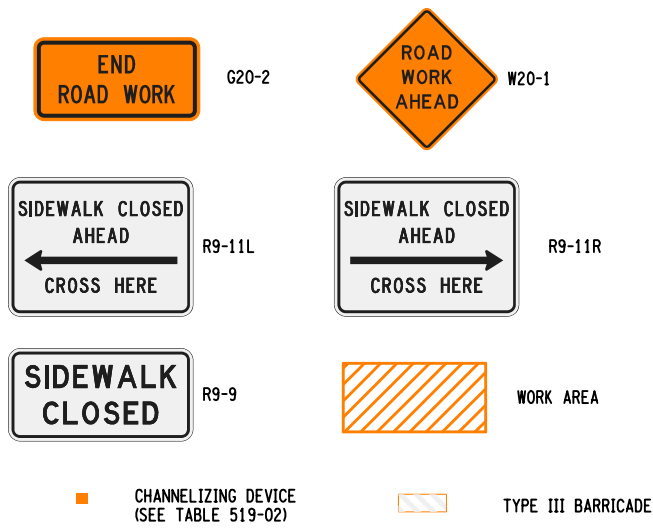 END
ROAD WORK
G20-2
ROAD
WORK
AHEAD
W20-1
SIDEWALK CLOSED
AHEAD
CROSS HERE
R9-11L
SIDEWALK CLOSED
AHEAD
CROSS HERE
R9-11R
SIDEWALK
CLOSED
R9-9
WORK AREA
CHANNELIZING DEVICE
(SEE TABLE 519-02)
TYPE III BARRICADE